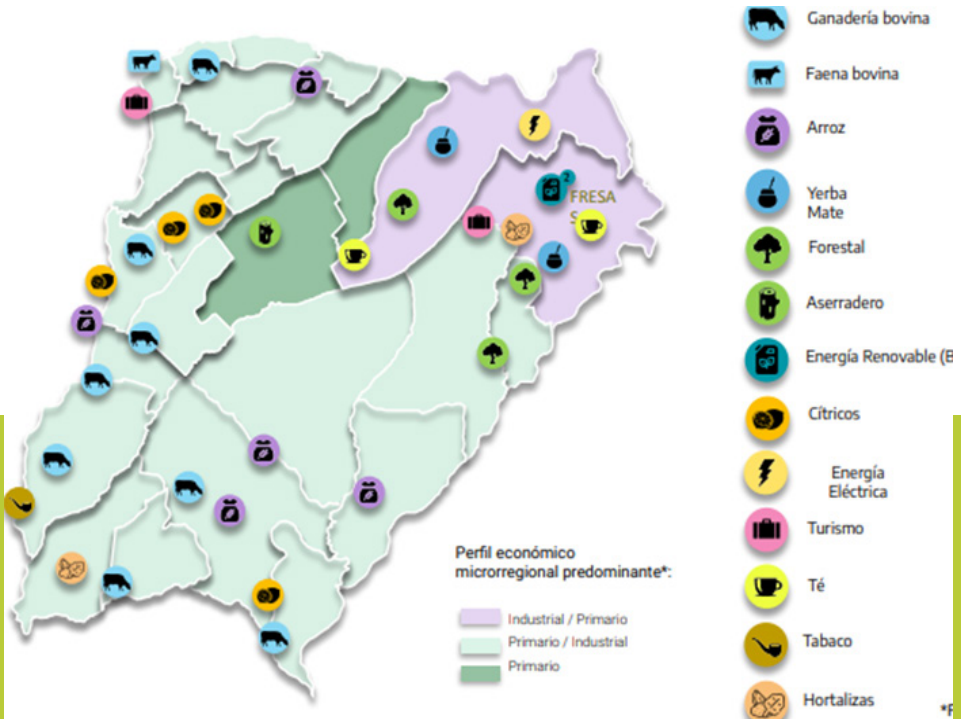 Ganadería bovina
Faena bovina
Arroz
Yerba
Mate
Forestal
Aserradero
Energía Renovable (B
Cítricos
Energía
Eléctrica
Turismo
Té
Tabaco
Hortalizas
2
FRESA
S
Perfil económico
microrregional predominante*:
Industrial / Primario
Primario / Industrial
Primario
*F